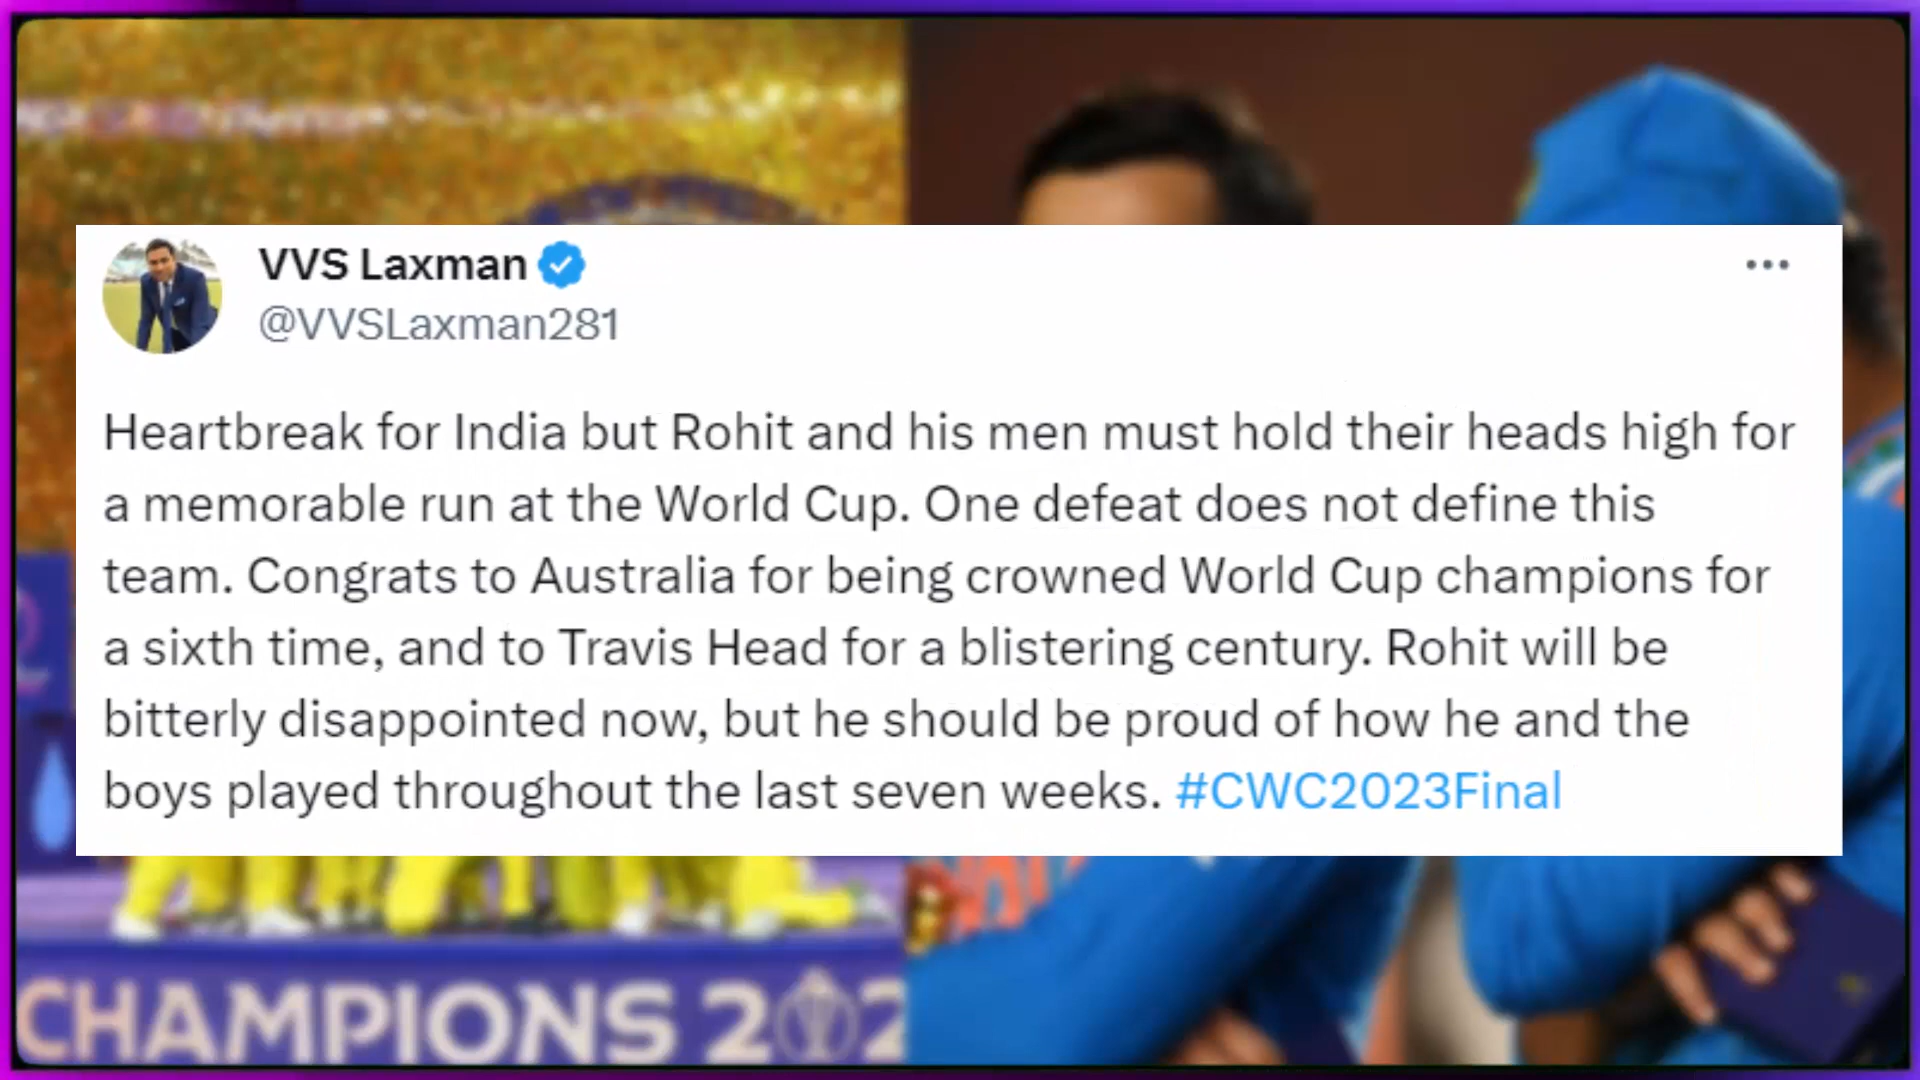 VVS Laxman
@VVSLaxman281
Heartbreak for India but Rohit and his men must hold their heads high for
a memorable run at the World Cup. One defeat does not define this
team. Congrats to Australia for being crowned World Cup champions for
a sixth time, and to Travis Head for a blistering century. Rohit will be
bitterly disappointed now, but he should be proud of how he and the
boys played throughout the last seven weeks. #CWC2023Final
CHAMPIONS 202